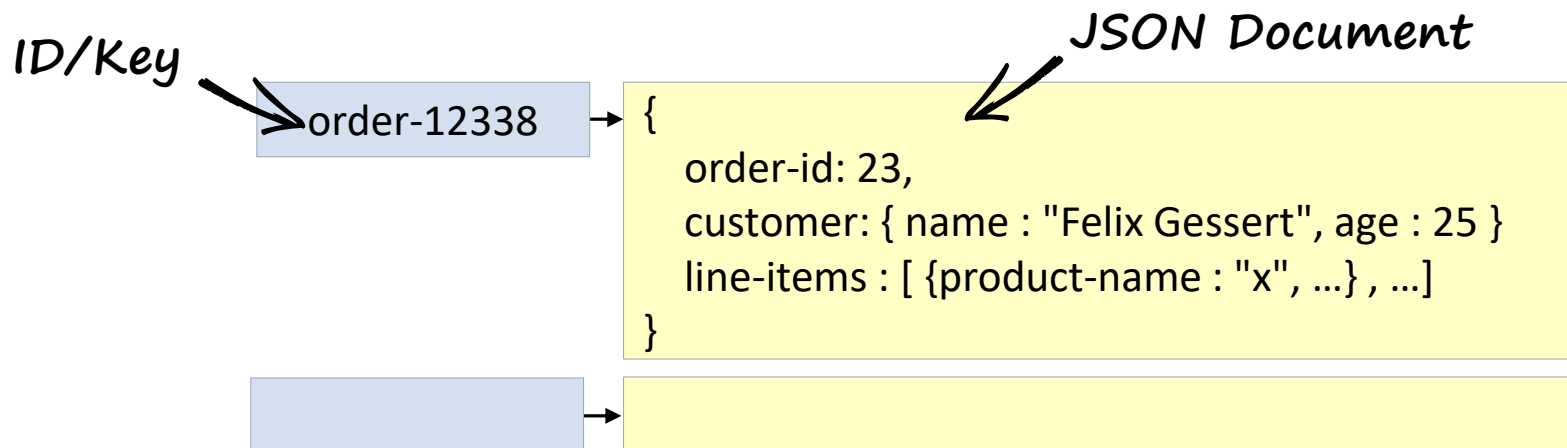 ID/Key
JSON Document
order-12338
{
order-id: 23,
customer: { name : "Felix Gessert", age : 25 }
line-items : [ {product-name : "x", …} , …]
}